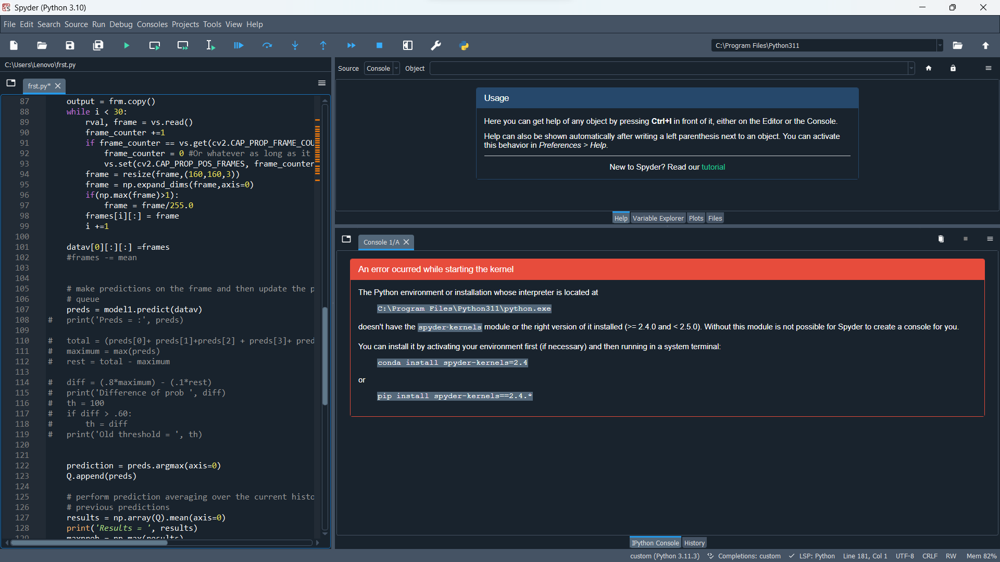 Spyder (Python 3.10)
File Edit Search Source Run Debug Consoles Projects Tools View Help
C:\Program Files\Python311
C:\Users\Lenovo\frst.py
frst.py*
87 output = frm.copy()
88 while i < 30:
89 rval, frame = vs.read()
90 frame_counter +=1
91 if frame_counter == vs.get(cv2.CAP_PROP_FRAME_COU
92 frame_counter = 0 #Or whatever as long as it
93 vs.set(cv2.CAP_PROP_POS_FRAMES, frame_counter
94 frame = resize(frame,(160,160,3))
95 frame = np.expand_dims(frame,axis=0)
96 if(np.max(frame)>1):
97 frame = frame/255.0
98 frames[i][:] = frame
99 i +=1
100
101 datav[0][:][:] =frames
102 #frames -= mean
103
104
105 # make predictions on the frame and then update the p
106 # queue
107 preds = model1.predict(datav)
108 # print('Preds = :', preds)
109
110 # total = (preds[0]+ preds[1]+preds[2] + preds[3]+ pred
111 # maximum = max(preds)
112 # rest = total - maximum
113
114 # diff = (.8*maximum) - (.1*rest)
115 # print('Difference of prob ', diff)
116 # th = 100
117 # if diff > .60:
118 # th = diff
119 # print('Old threshold = ', th)
120
121
122 prediction = preds.argmax(axis=0)
123 Q.append(preds)
124
125 # perform prediction averaging over the current histo
126 # previous predictions
127 results = np.array(Q).mean(axis=0)
128 print('Results = ', results)
129 maxprob = np.max(results)
Source Console Object
Usage
Here you can get help of any object by pressing Ctrl+I in front of it, either on the Editor or the Console.
Help can also be shown automatically after writing a left parenthesis next to an object. You can activate
this behavior in Preferences > Help.
New to Spyder? Read our tutorial
Help Variable Explorer Plots Files
Console 1/A
An error ocurred while starting the kernel
The Python environment or installation whose interpreter is located at
C:\Program Files\Python311\python.exe
doesn't have the spyder-kernels module or the right version of it installed (>= 2.4.0 and < 2.5.0). Without this module is not possible for Spyder to create a console for you.
You can install it by activating your environment first (if necessary) and then running in a system terminal:
conda install spyder-kernels=2.4
or
pip install spyder-kernels==2.4.*
IPython Console History
custom (Python 3.11.3) Completions: custom LSP: Python Line 181, Col 1 UTF-8 CRLF RW Mem 82%